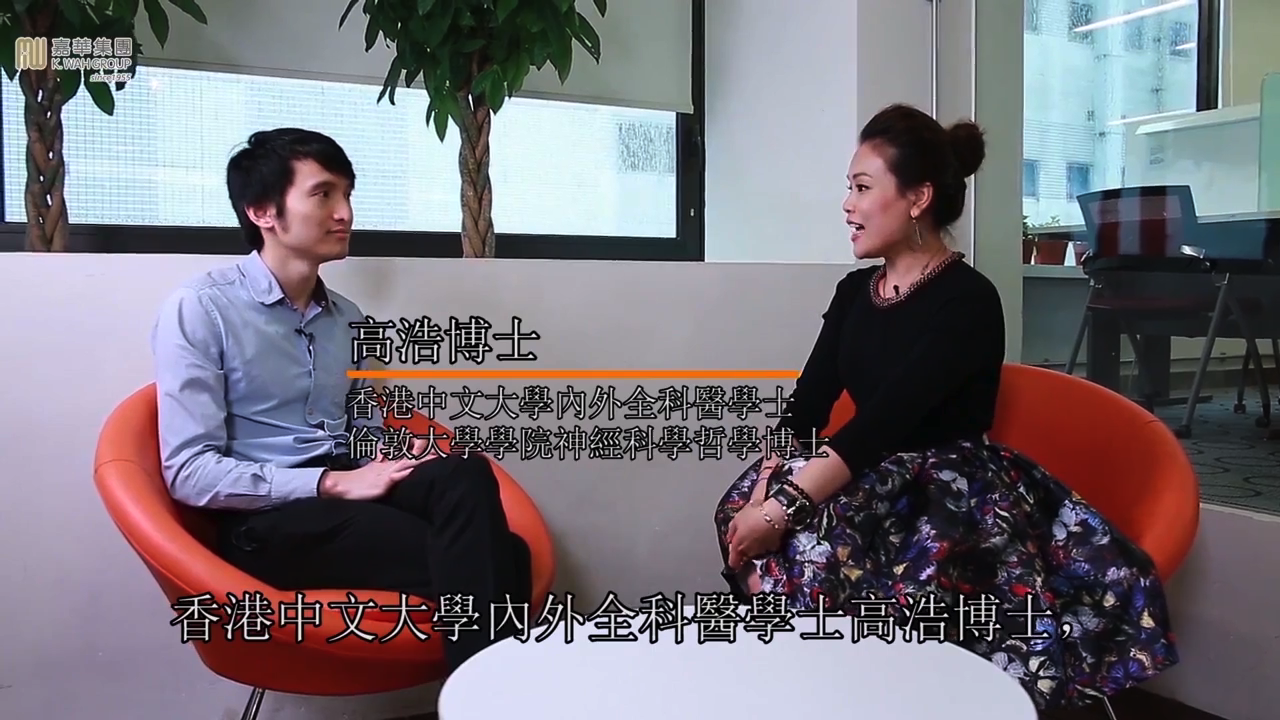 嘉華集團
K. WAH GROUP
since1955
高浩博士
香港中文大學內外全科醫學士
倫敦大學學院神經科學哲學博士
香港中文大學內外全科醫學士高浩博士，